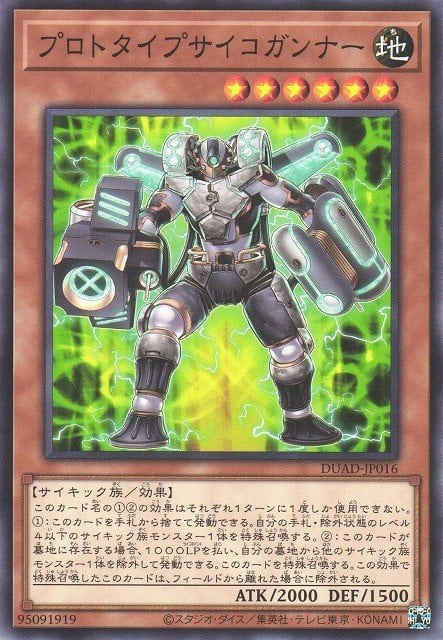 プロトタイプサイコガンナー
地
DUAD-JP016
【サイキック族/効果】
このカード名の①②の効果はそれぞれ1ターンに1度しか使用できない。
①:このカードを手札から捨てて発動できる。自分の手札・除外状態のレベル
4以下のサイキック族モンスター1体を特殊召喚する。②:このカードが
墓地に存在する場合、1000LPを払い、自分の墓地から他のサイキック族
モンスター1体を除外して発動できる。このカードを特殊召喚する。この効果で
特殊召喚したこのカードは、フィールドから離れた場合に除外される。
ATK/2000 DEF/1500
95091919 ©スタジオ・ダイス/集英社・テレビ東京・KONAMI